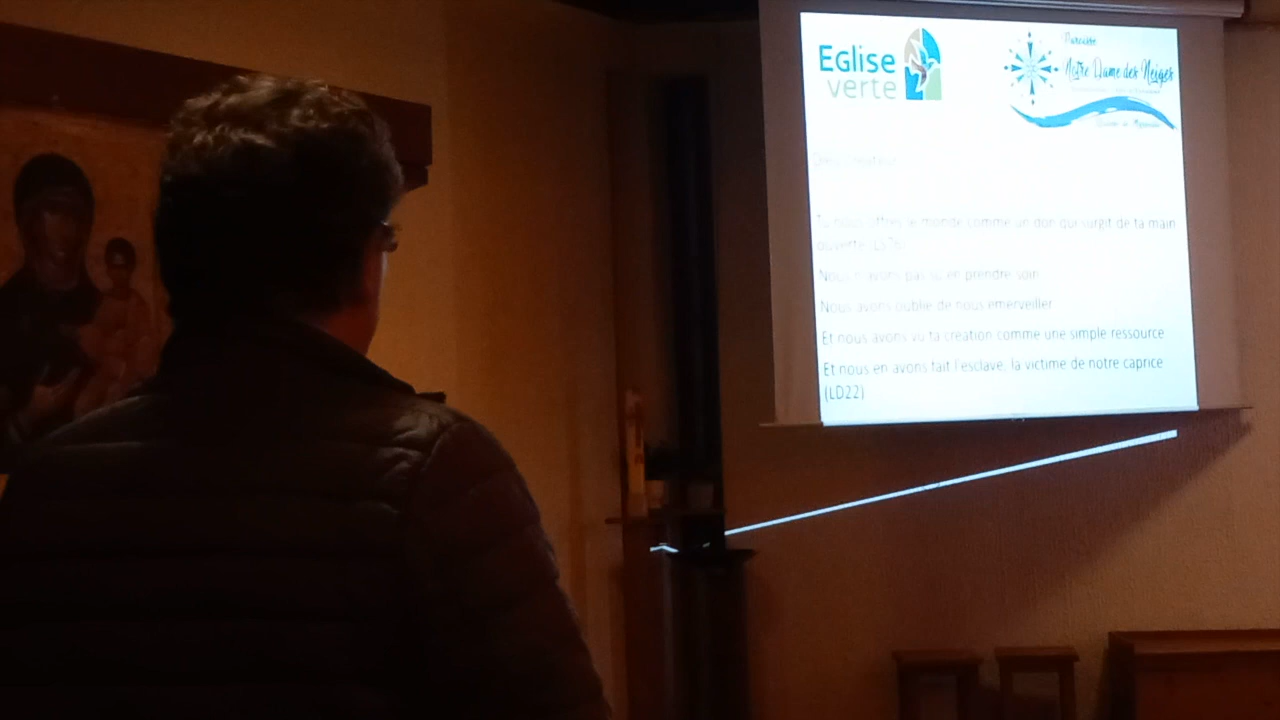 Eglise
verte
Paroisse
Notre Dame des Neiges
Tu nous offres le monde comme un don qui surgit de ta main
ouverte (LS76)
Nous n'avons pas su en prendre soin
Nous avons oublié de nous émerveiller
Et nous avons vu ta création comme une simple ressource
Et nous en avons fait l'esclave, la victime de notre caprice
(LD22)